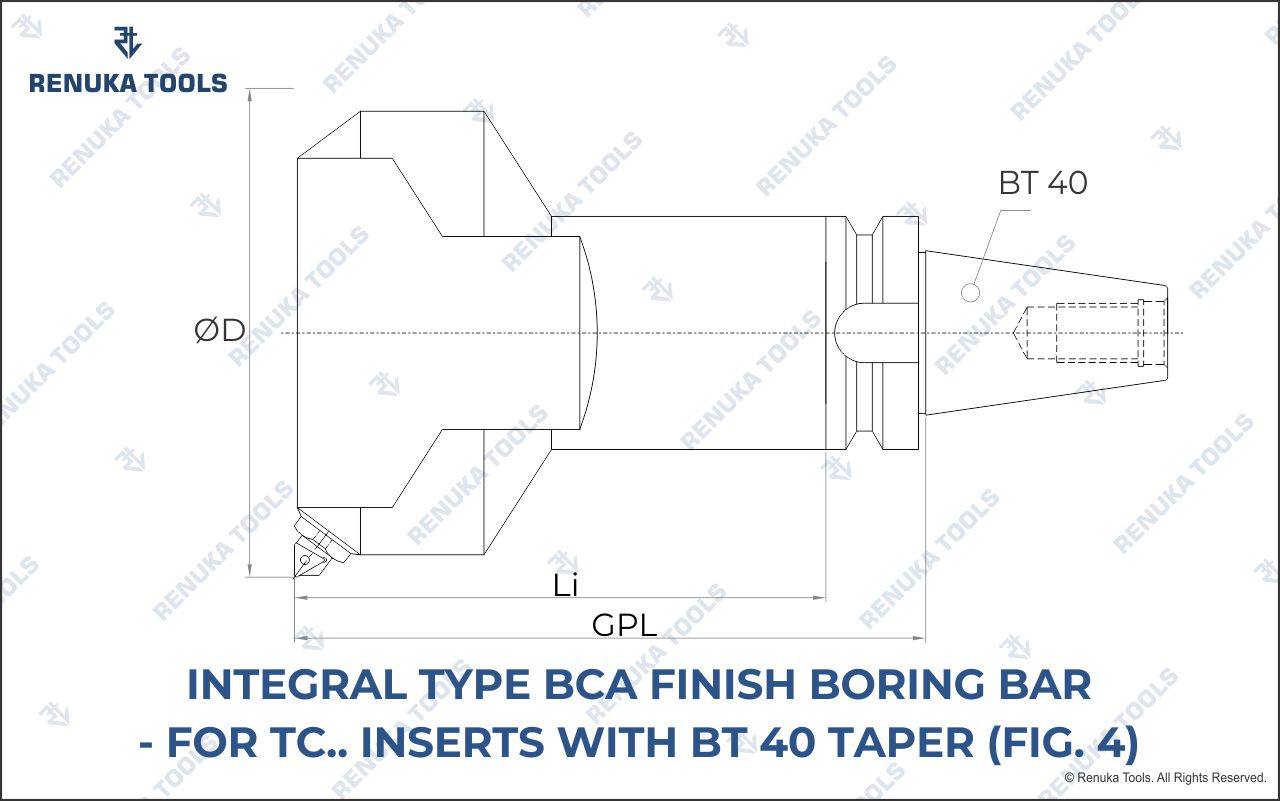 RENUKA TOOLS
BT 40
ØD
Li
GPL
INTEGRAL TYPE BCA FINISH BORING BAR
- FOR TC.. INSERTS WITH BT 40 TAPER (FIG. 4)
© Renuka Tools. All Rights Reserved.